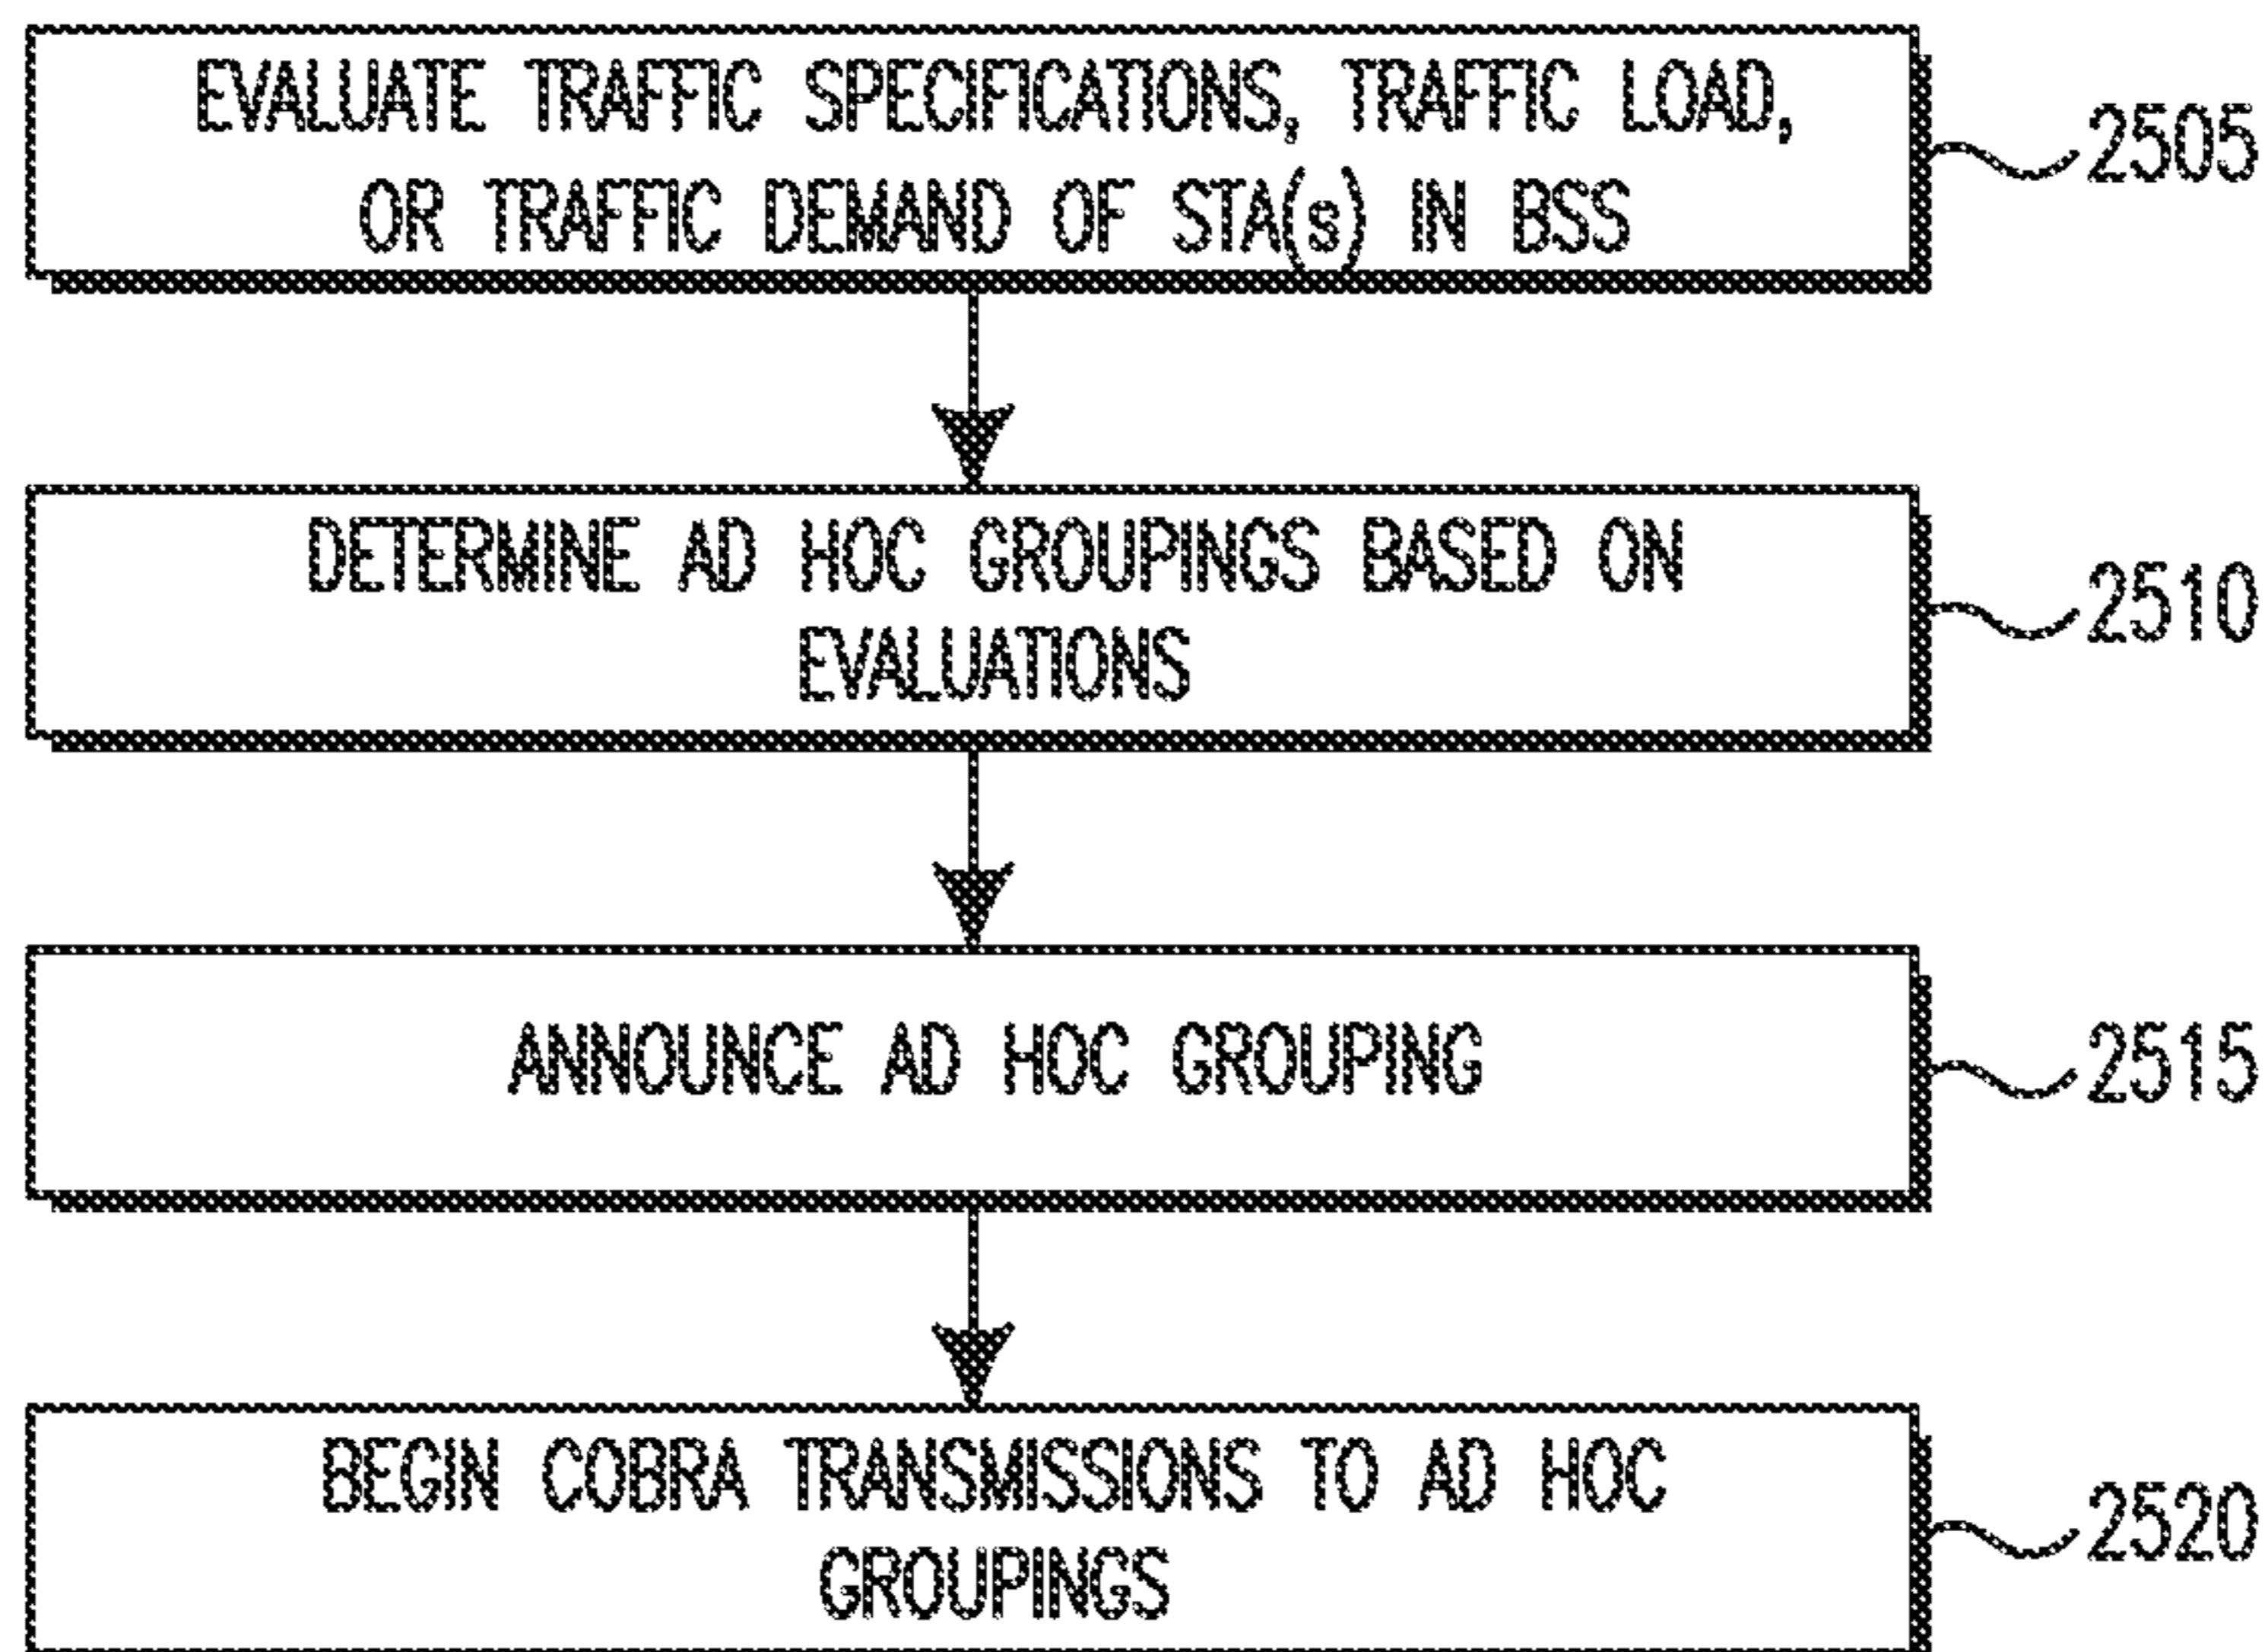 EVALUATE TRAFFIC SPECIFICATIONS, TRAFFIC LOAD,
OR TRAFFIC DEMAND OF STA(s) IN BSS
2505
DETERMINE AD HOC GROUPINGS BASED ON
EVALUATIONS
2510
ANNOUNCE AD HOC GROUPING
2515
BEGIN COBRA TRANSMISSIONS TO AD HOC
GROUPINGS
2520